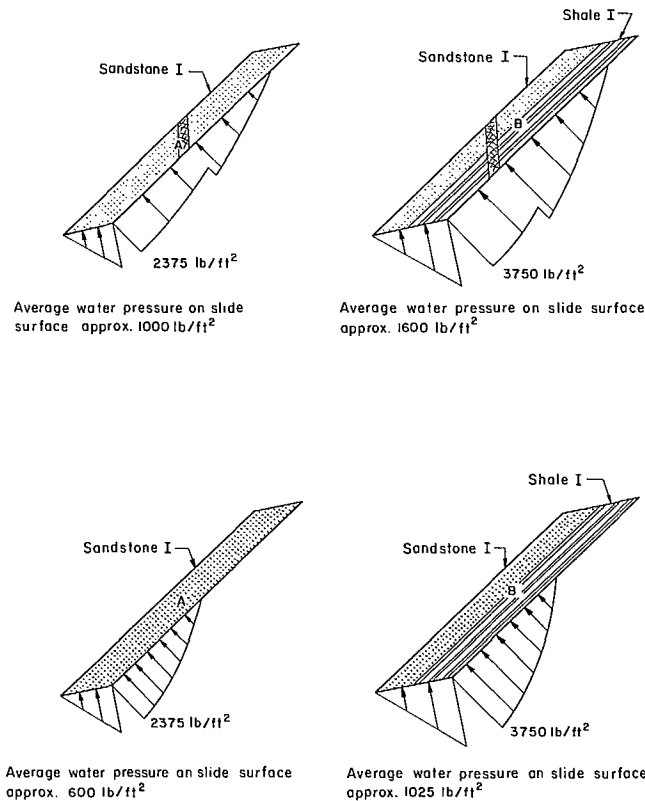 Shale I
Sandstone I
Sandstone I
A
B
2375 lb/ft²
3750 lb/ft²
Average water pressure on slide
surface approx. 1000 lb/ft²
Average water pressure on slide surface
approx. 1600 lb/ft²
Shale I
Sandstone I
Sandstone I
A
B
2375 lb/ft²
3750 lb/ft²
Average water pressure on slide surface
approx. 600 lb/ft²
Average water pressure on slide surface
approx. 1025 lb/ft²